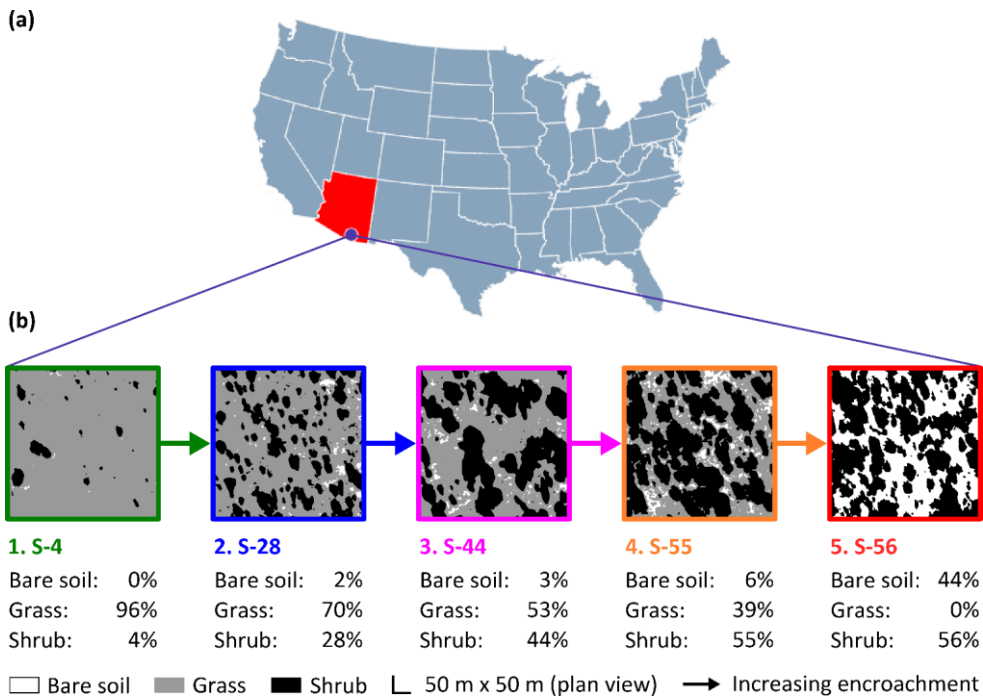 (a)
(b)
1. S-4 2. S-28 3. S-44 4. S-55 5. S-56
Bare soil: 0% Bare soil: 2% Bare soil: 3% Bare soil: 6% Bare soil: 44%
Grass: 96% Grass: 70% Grass: 53% Grass: 39% Grass: 0%
Shrub: 4% Shrub: 28% Shrub: 44% Shrub: 55% Shrub: 56%
Bare soil Grass Shrub 50 m x 50 m (plan view) Increasing encroachment